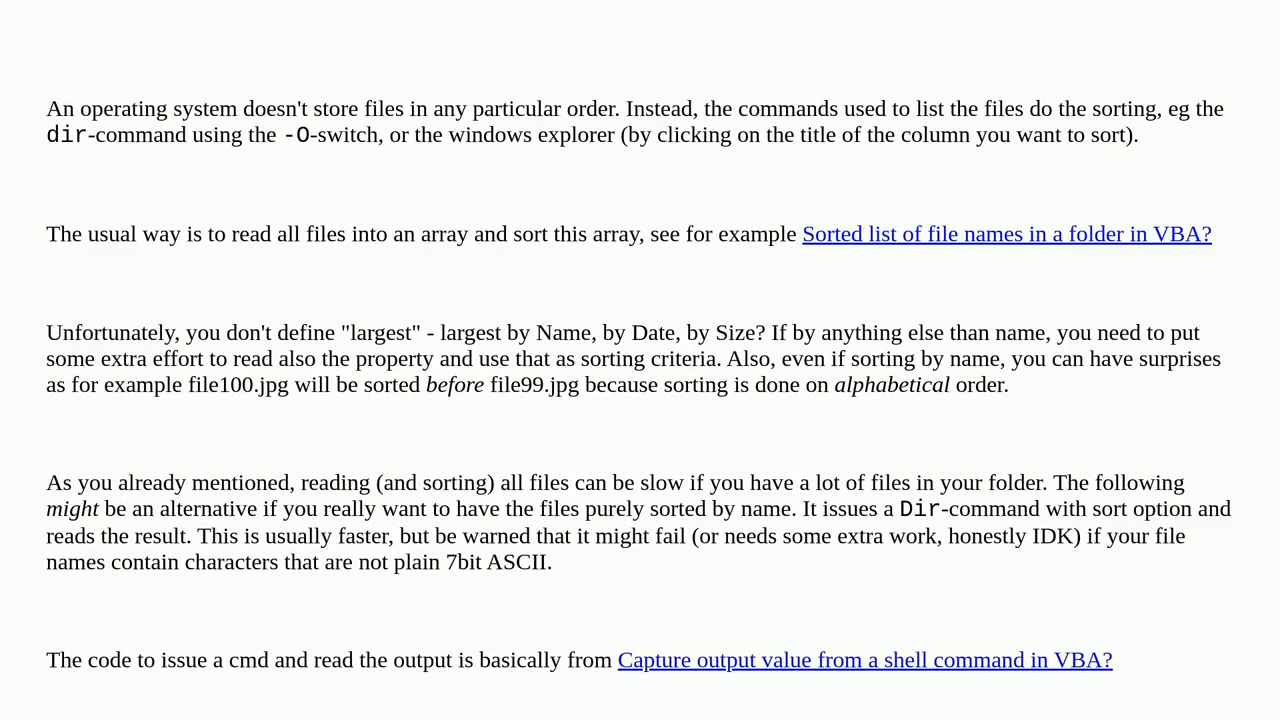 An operating system doesn't store files in any particular order. Instead, the commands used to list the files do the sorting, eg the
dir-command using the -O-switch, or the windows explorer (by clicking on the title of the column you want to sort).
The usual way is to read all files into an array and sort this array, see for example Sorted list of file names in a folder in VBA?
Unfortunately, you don't define "largest" - largest by Name, by Date, by Size? If by anything else than name, you need to put
some extra effort to read also the property and use that as sorting criteria. Also, even if sorting by name, you can have surprises
as for example file100.jpg will be sorted before file99.jpg because sorting is done on alphabetical order.
As you already mentioned, reading (and sorting) all files can be slow if you have a lot of files in your folder. The following
might be an alternative if you really want to have the files purely sorted by name. It issues a Dir-command with sort option and
reads the result. This is usually faster, but be warned that it might fail (or needs some extra work, honestly IDK) if your file
names contain characters that are not plain 7bit ASCII.
The code to issue a cmd and read the output is basically from Capture output value from a shell command in VBA?